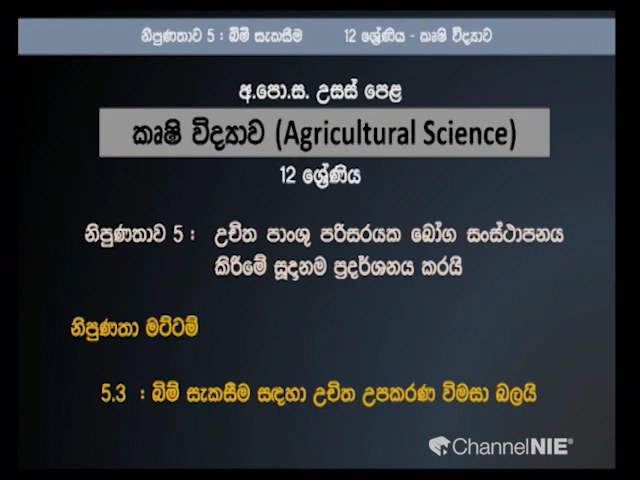 නිපුණතාව 5 : බිම් සැකසීම 12 ශ්‍රේණිය - කෘෂි විද්‍යාව
අ.පො.ස. උසස් පෙළ
කෘෂි විද්‍යාව (Agricultural Science)
12 ශ්‍රේණිය
නිපුණතාව 5 : උචිත පාංශු පරිසරයක බෝග සංස්ථාපනය
කිරීමේ සූදානම ප්‍රදර්ශනය කරයි
නිපුණතා මට්ටම්
5.3 : බිම් සැකසීම සඳහා උචිත උපකරණ විමසා බලයි
ChannelNIE®